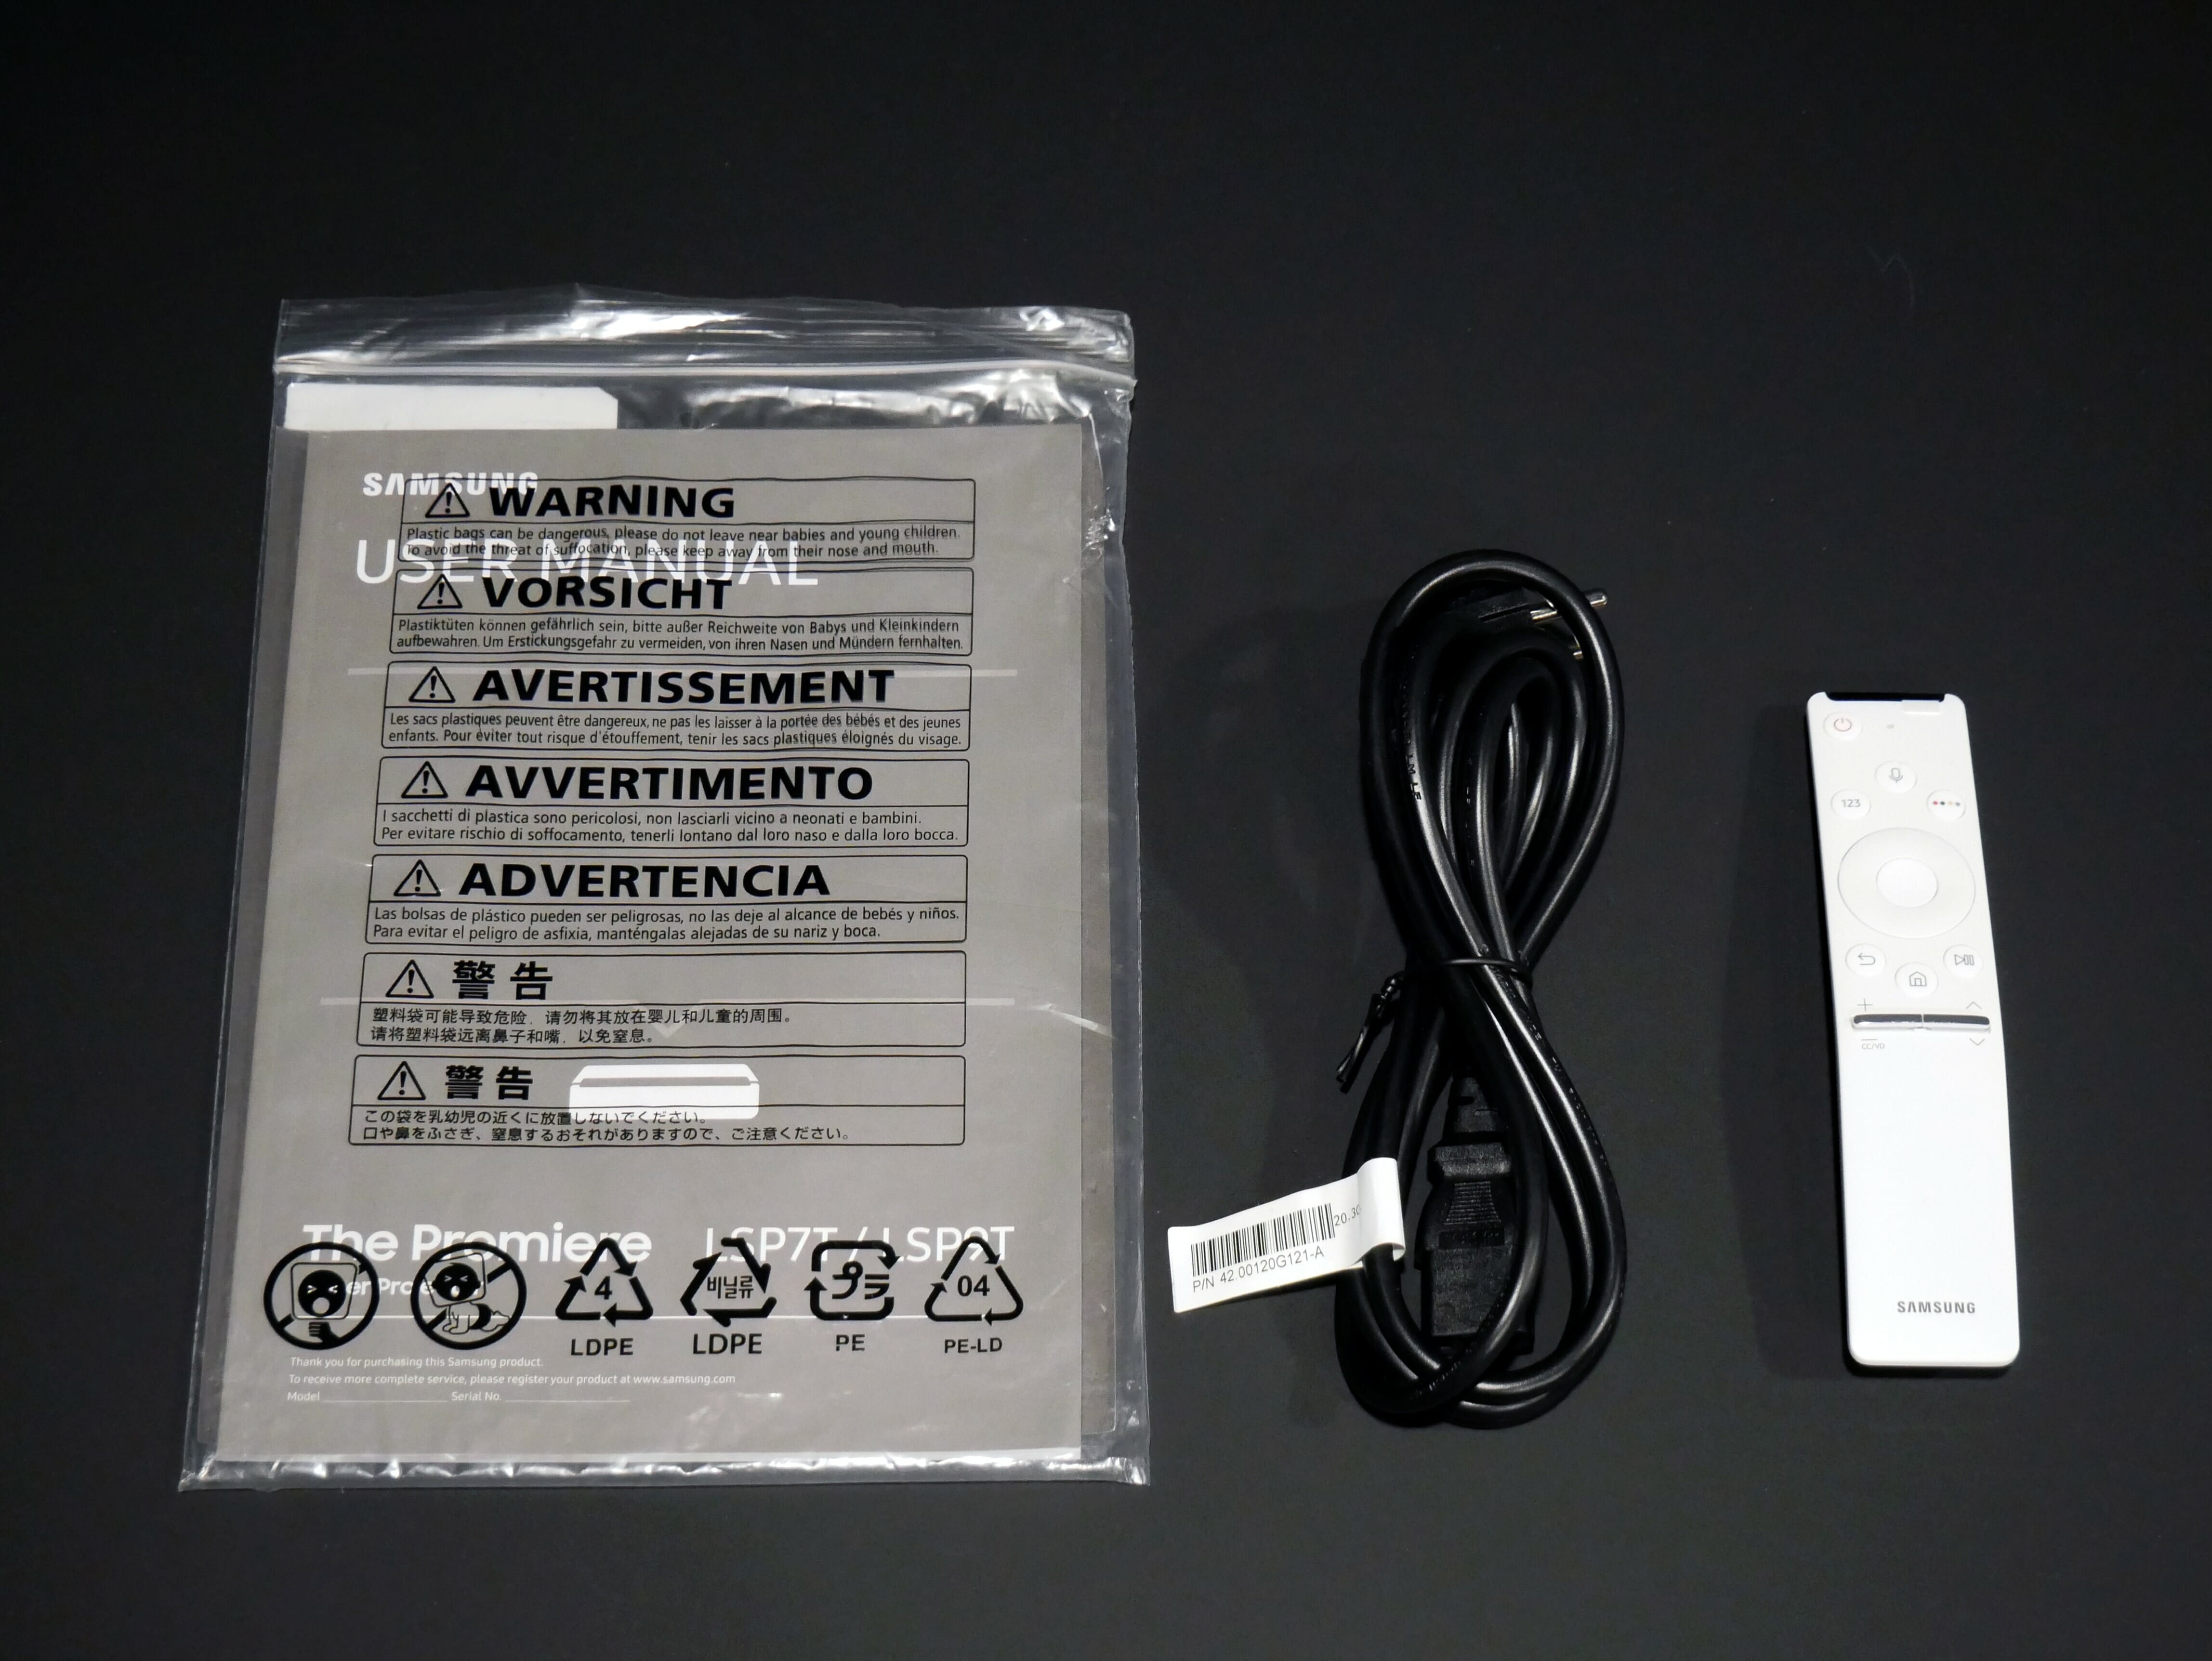 SAMSUNG
USER MANUAL
WARNING
Plastic bags can be dangerous, please do not leave near babies and young children.
To avoid the threat of suffocation, please keep away from their nose and mouth.
VORSICHT
Plastiktüten können gefährlich sein, bitte außer Reichweite von Babys und Kleinkindern
aufbewahren. Um Erstickungsgefahr zu vermeiden, von ihren Nasen und Mündern fernhalten.
AVERTISSEMENT
Les sacs plastiques peuvent être dangereux, ne pas les laisser à la portée des bébés et des jeunes
enfants. Pour éviter tout risque d'étouffement, tenir les sacs plastiques éloignés du visage.
AVVERTIMENTO
I sacchetti di plastica sono pericolosi, non lasciarli vicino a neonati e bambini.
Per evitare rischio di soffocamento, tenerli lontano dal loro naso e dalla loro bocca.
ADVERTENCIA
Las bolsas de plástico pueden ser peligrosas, no las deje al alcance de bebés y niños.
Para evitar el peligro de asfixia, manténgalas alejadas de su nariz y boca.
警告
塑料袋可能导致危险，请勿将其放在婴儿和儿童的周围。
请将塑料袋远离鼻子和嘴，以免窒息。
警告
この袋を乳幼児の近くに放置しないでください。
口や鼻をふさぎ、窒息するおそれがありますので、ご注意ください。
The Premiere LSP7T / LSP9T
4
LDPE
비닐류
LDPE
プラ
PE
04
PE-LD
Thank you for purchasing this Samsung product.
To receive more complete service, please register your product at www.samsung.com
Model Serial No.
P/N 42.00120G121-A
123
CC/VD
SAMSUNG